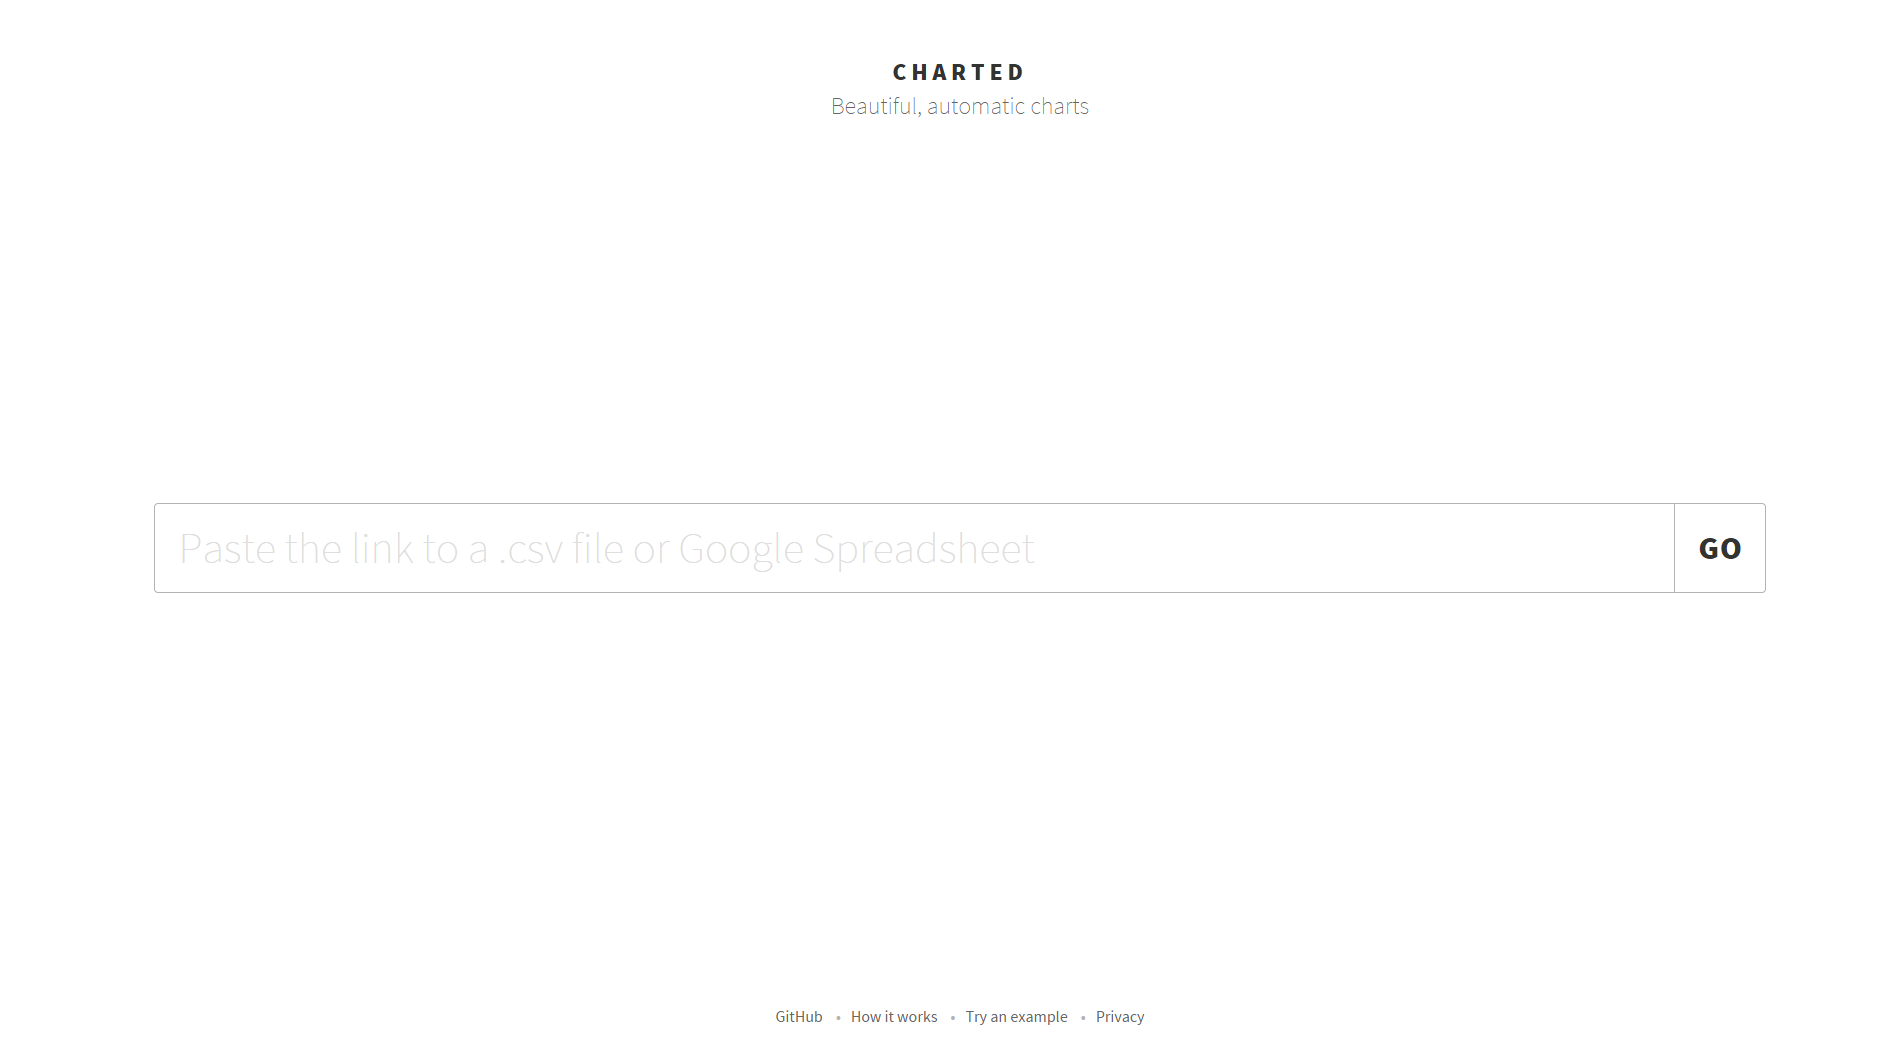 CHARTED
Beautiful, automatic charts
Paste the link to a .csv file or Google Spreadsheet
GO
GitHub • How it works • Try an example • Privacy